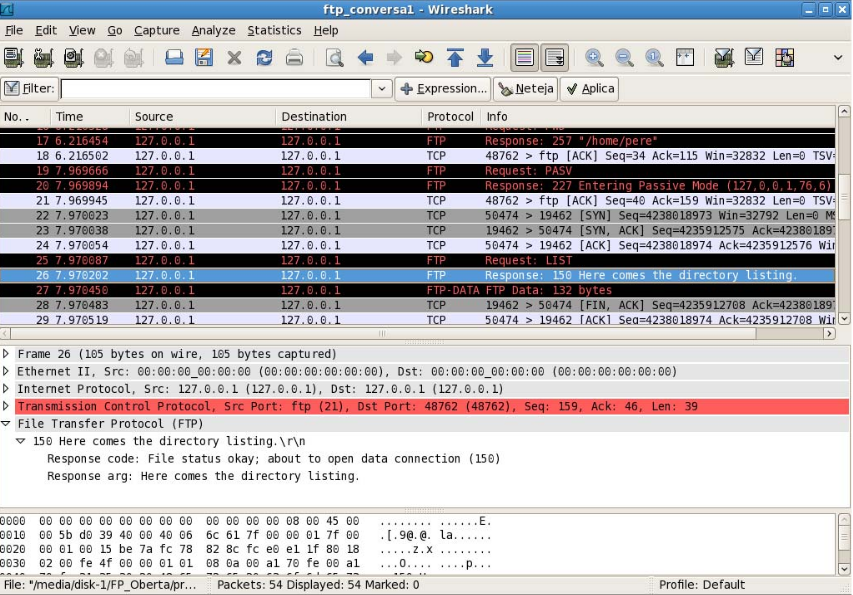 ftp_conversa1 - Wireshark
File Edit View Go Capture Analyze Statistics Help
Filter: Expression... Neteja Aplica
No. . Time Source Destination Protocol Info
17 6.216454 127.0.0.1 127.0.0.1 FTP Response: 257 "/home/pere"
18 6.216502 127.0.0.1 127.0.0.1 TCP 48762 > ftp [ACK] Seq=34 Ack=115 Win=32832 Len=0 TSV=
19 7.969666 127.0.0.1 127.0.0.1 FTP Request: PASV
20 7.969894 127.0.0.1 127.0.0.1 FTP Response: 227 Entering Passive Mode (127,0,0,1,76,6)
21 7.969945 127.0.0.1 127.0.0.1 TCP 48762 > ftp [ACK] Seq=40 Ack=159 Win=32832 Len=0 TSV=
22 7.970023 127.0.0.1 127.0.0.1 TCP 50474 > 19462 [SYN] Seq=4238018973 Win=32792 Len=0 MS
23 7.970038 127.0.0.1 127.0.0.1 TCP 19462 > 50474 [SYN, ACK] Seq=4235912575 Ack=423801897
24 7.970054 127.0.0.1 127.0.0.1 TCP 50474 > 19462 [ACK] Seq=4238018974 Ack=4235912576 Win
25 7.970087 127.0.0.1 127.0.0.1 FTP Request: LIST
26 7.970202 127.0.0.1 127.0.0.1 FTP Response: 150 Here comes the directory listing.
27 7.970450 127.0.0.1 127.0.0.1 FTP-DATA FTP Data: 132 bytes
28 7.970483 127.0.0.1 127.0.0.1 TCP 19462 > 50474 [FIN, ACK] Seq=4235912708 Ack=423801897
29 7.970519 127.0.0.1 127.0.0.1 TCP 50474 > 19462 [ACK] Seq=4238018974 Ack=4235912708 Win
Frame 26 (105 bytes on wire, 105 bytes captured)
Ethernet II, Src: 00:00:00_00:00:00 (00:00:00:00:00:00), Dst: 00:00:00_00:00:00 (00:00:00:00:00:00)
Internet Protocol, Src: 127.0.0.1 (127.0.0.1), Dst: 127.0.0.1 (127.0.0.1)
Transmission Control Protocol, Src Port: ftp (21), Dst Port: 48762 (48762), Seq: 159, Ack: 46, Len: 39
File Transfer Protocol (FTP)
150 Here comes the directory listing.\r\n
Response code: File status okay; about to open data connection (150)
Response arg: Here comes the directory listing.
0000 00 00 00 00 00 00 00 00 00 00 00 00 08 00 45 00 ........ ......E.
0010 00 5b d0 39 40 00 40 06 6c 61 7f 00 00 01 7f 00 .[.9@.@. la......
0020 00 01 00 15 be 7a fc 78 82 8c fc e0 e1 1f 80 18 .....z.x ........
0030 02 00 fe 4f 00 00 01 01 08 0a 00 a1 70 fe 00 a1 ...O.... ....p...
File: "/media/disk-1/FP_Oberta/pr... Packets: 54 Displayed: 54 Marked: 0 Profile: Default